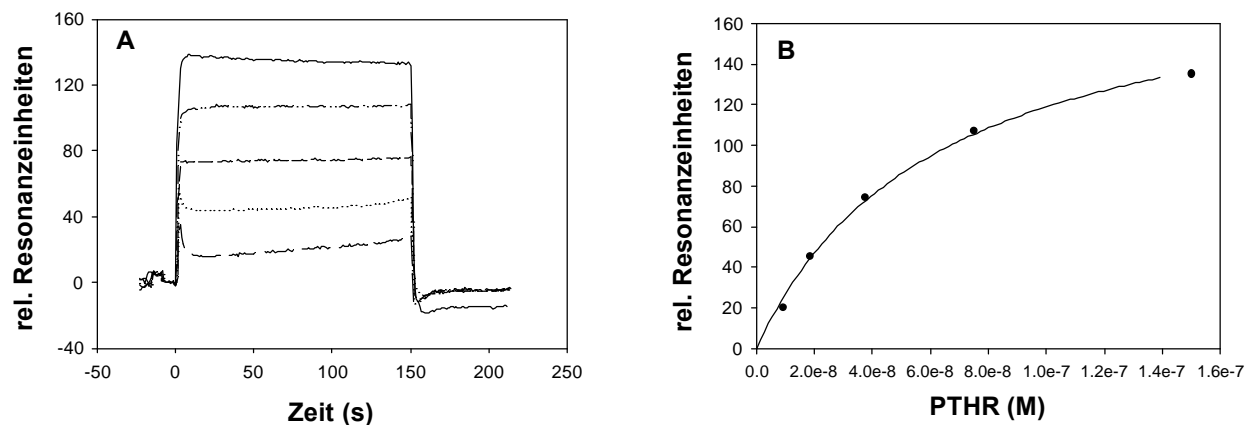 A
rel. Resonanzeinheiten
160
120
80
40
0
-40
-50
0
50
100
150
200
250
Zeit (s)
B
rel. Resonanzeinheiten
160
140
120
100
80
60
40
20
0
0.0
2.0e-8
4.0e-8
6.0e-8
8.0e-8
1.0e-7
1.2e-7
1.4e-7
1.6e-7
PTHR (M)